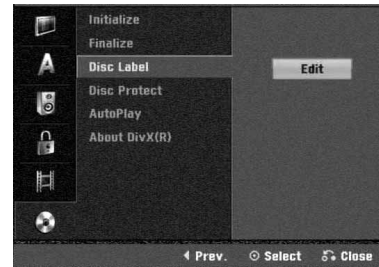 Initialize
Finalize
Disc Label
Edit
Disc Protect
AutoPlay
About DivX(R)
Prev. Select Close